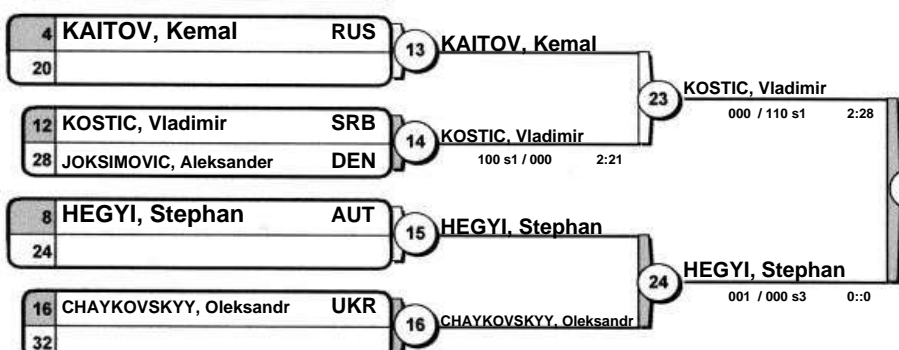 4 KAITOV, Kemal RUS
20
13 KAITOV, Kemal
12 KOSTIC, Vladimir SRB
28 JOKSIMOVIC, Aleksander DEN
14 KOSTIC, Vladimir
100 s1 / 000 2:21
23 KOSTIC, Vladimir
000 / 110 s1 2:28
8 HEGYI, Stephan AUT
24
15 HEGYI, Stephan
16 CHAYKOVSKYY, Oleksandr UKR
32
16 CHAYKOVSKYY, Oleksandr
24 HEGYI, Stephan
001 / 000 s3 0::0